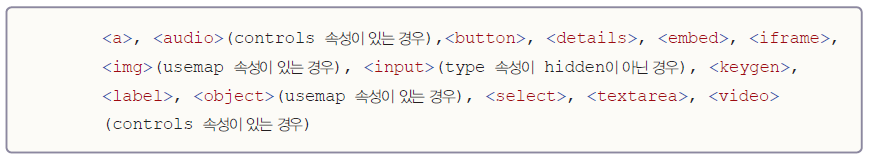 <a>, <audio>(controls 속성이 있는 경우),<button>, <details>, <embed>, <iframe>,
<img>(usemap 속성이 있는 경우), <input>(type 속성이 hidden이 아닌 경우), <keygen>,
<label>, <object>(usemap 속성이 있는 경우), <select>, <textarea>, <video>
(controls 속성이 있는 경우)